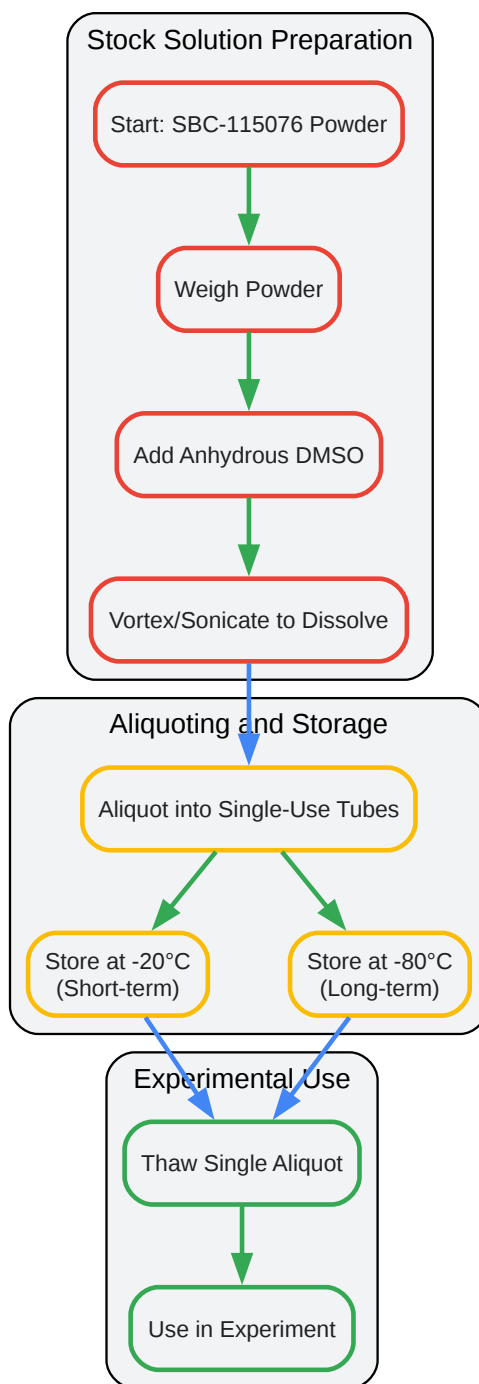 Stock Solution Preparation
Start: SBC-115076 Powder
Weigh Powder
Add Anhydrous DMSO
Vortex/Sonicate to Dissolve
Aliquoting and Storage
Aliquot into Single-Use Tubes
Store at -20°C
(Short-term)
Store at -80°C
(Long-term)
Experimental Use
Thaw Single Aliquot
Use in Experiment